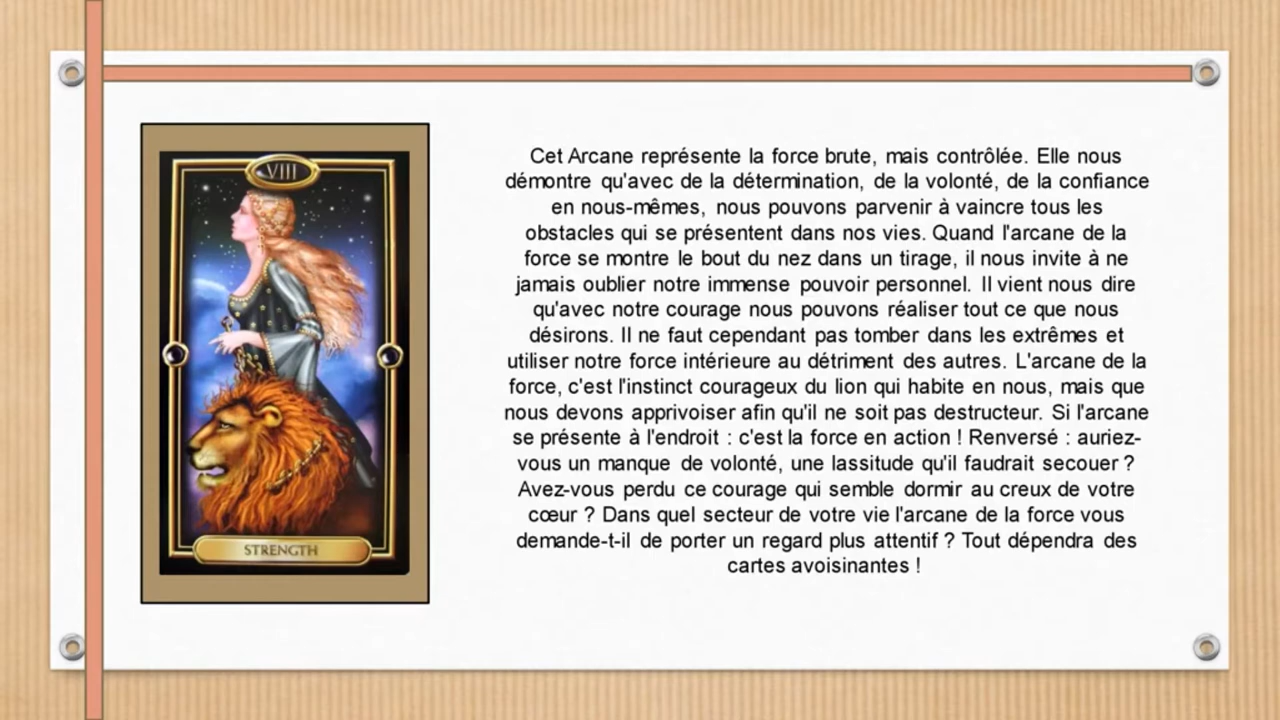 VIII
STRENGTH
Cet Arcane représente la force brute, mais contrôlée. Elle nous
démontre qu'avec de la détermination, de la volonté, de la confiance
en nous-mêmes, nous pouvons parvenir à vaincre tous les
obstacles qui se présentent dans nos vies. Quand l'arcane de la
force se montre le bout du nez dans un tirage, il nous invite à ne
jamais oublier notre immense pouvoir personnel. Il vient nous dire
qu'avec notre courage nous pouvons réaliser tout ce que nous
désirons. Il ne faut cependant pas tomber dans les extrêmes et
utiliser notre force intérieure au détriment des autres. L'arcane de la
force, c'est l'instinct courageux du lion qui habite en nous, mais que
nous devons apprivoiser afin qu'il ne soit pas destructeur. Si l'arcane
se présente à l'endroit : c'est la force en action ! Renversé : auriez-
vous un manque de volonté, une lassitude qu'il faudrait secouer ?
Avez-vous perdu ce courage qui semble dormir au creux de votre
cœur ? Dans quel secteur de votre vie l'arcane de la force vous
demande-t-il de porter un regard plus attentif ? Tout dépendra des
cartes avoisinantes !